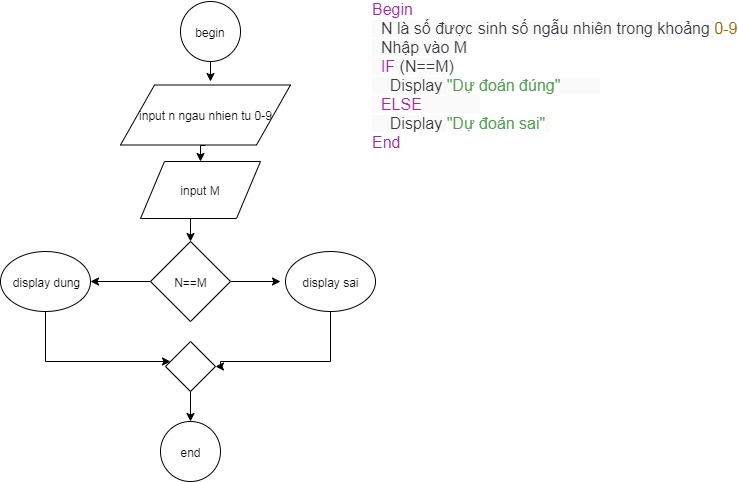 begin
input n ngau nhien tu 0-9
input M
display dung
N==M
display sai
end
Begin
N là số được sinh số ngẫu nhiên trong khoảng 0-9
Nhập vào M
IF (N==M)
Display "Dự đoán đúng"
ELSE
Display "Dự đoán sai"
End